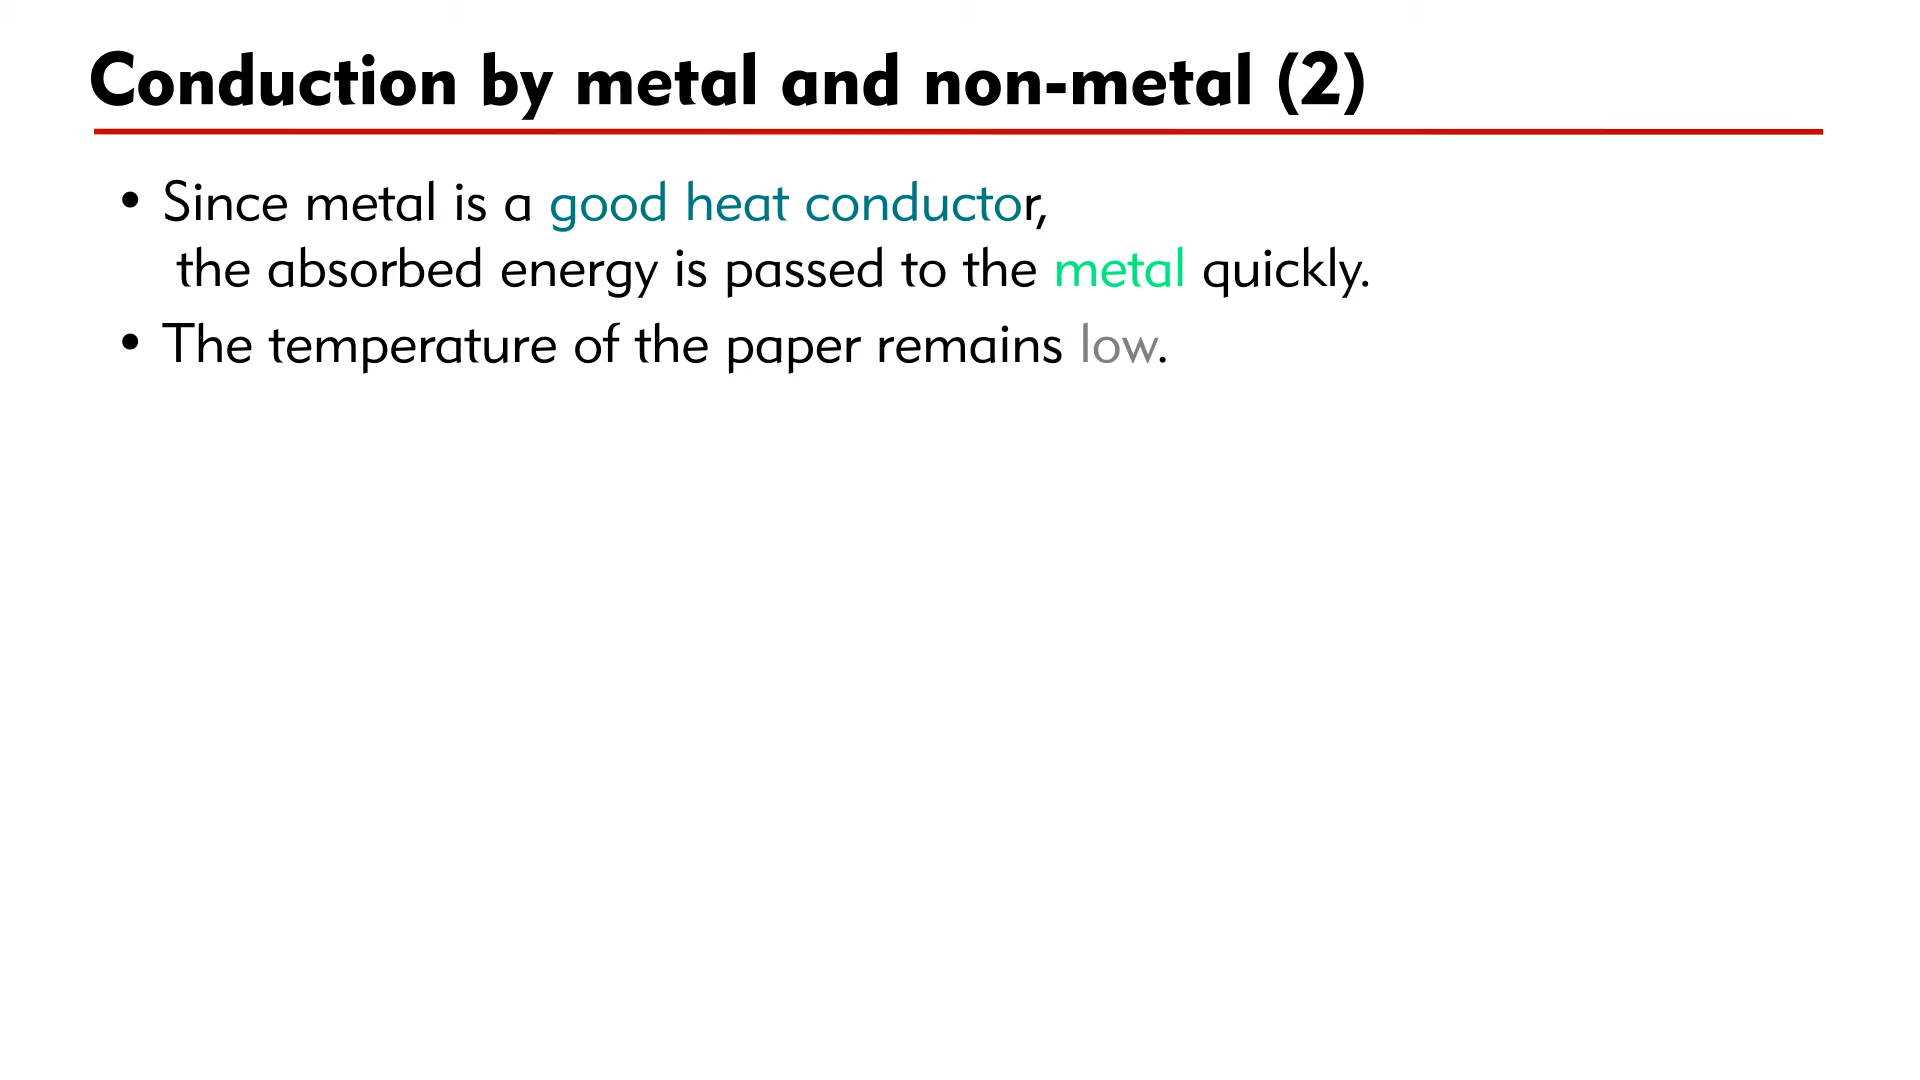 Conduction by metal and non-metal (2)
• Since metal is a good heat conductor,
the absorbed energy is passed to the metal quickly.
• The temperature of the paper remains low.